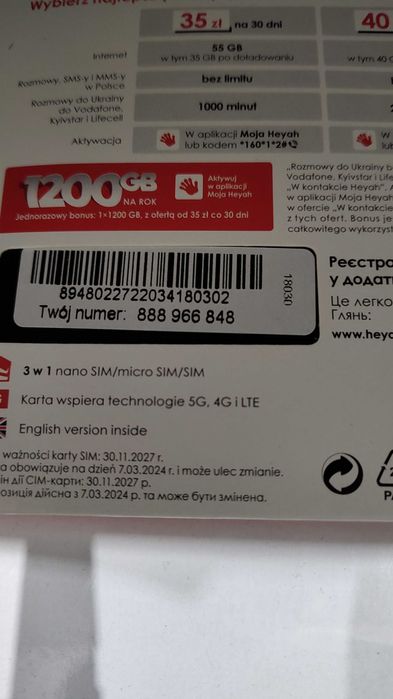 Wybierz najlepszą
35 zł, na 30 dni
40
Internet
55 GB
w tym 35 GB po doładowaniu
w tym 40 G
Rozmowy, SMS-y i MMS-y
w Polsce
bez limitu
Rozmowy do Ukrainy
do Vodafone,
Kyivstar i Lifecell
1000 minut
Aktywacja
W aplikacji Moja Heyah
lub kodem *160*1*2#
W
lub
1200GB
NA ROK
Aktywuj
w aplikacji
Moja Heyah
Jednorazowy bonus: 1×1200 GB, z ofertą od 35 zł co 30 dni
„Rozmowy do Ukrainy b
Vodafone, Kyivstar i Life
„W kontakcie Heyah". A
w aplikacji Moja Heyah
w ofercie „W kontakcie
z tych ofert. Bonus je
całkowitego wykorzyst
8948022722034180302
Twój numer: 888 966 848
18030
Реєстра
у додат
Це легко
Глянь:
www.heya
3 w 1 nano SIM/micro SIM/SIM
Karta wspiera technologie 5G, 4G i LTE
English version inside
ważności karty SIM: 30.11.2027 r.
a obowiązuje na dzień 7.03.2024 r. i może ulec zmianie.
ін дії СІМ-карти: 30.11.2027 р.
озиція дійсна з 7.03.2024 р. та може бути змінена.